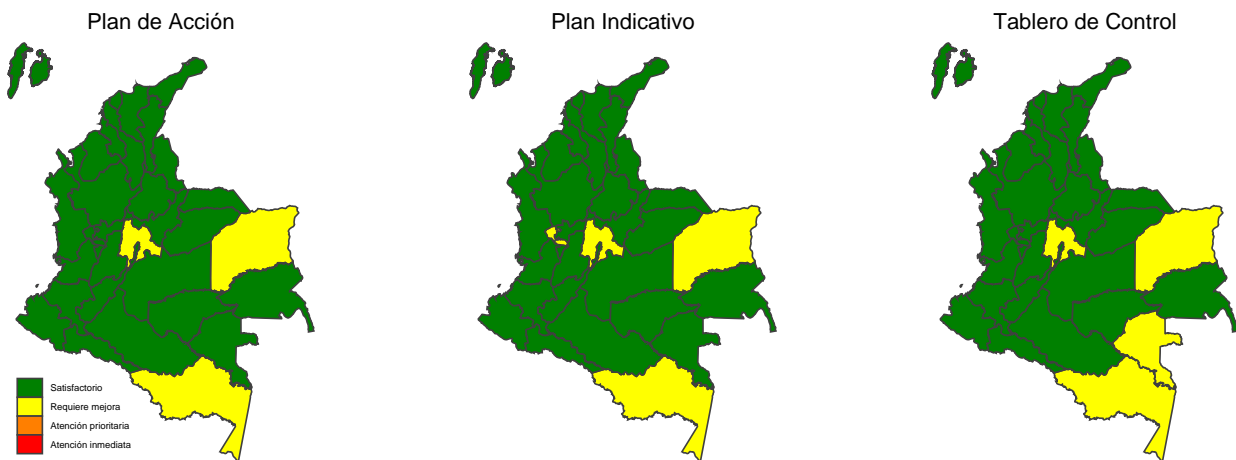 Plan de Acción
Plan Indicativo
Tablero de Control
Satisfactorio
Requiere mejora
Atención prioritaria
Atención inmediata